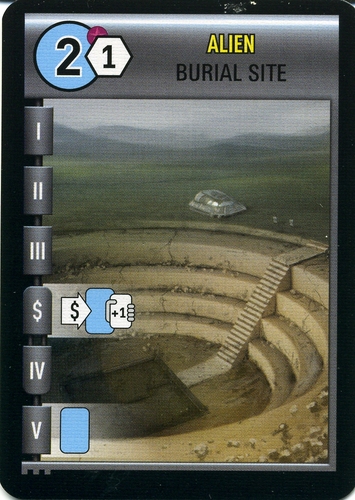 2 1
ALIEN
BURIAL SITE
I
II
III
$ $ +1
IV
V